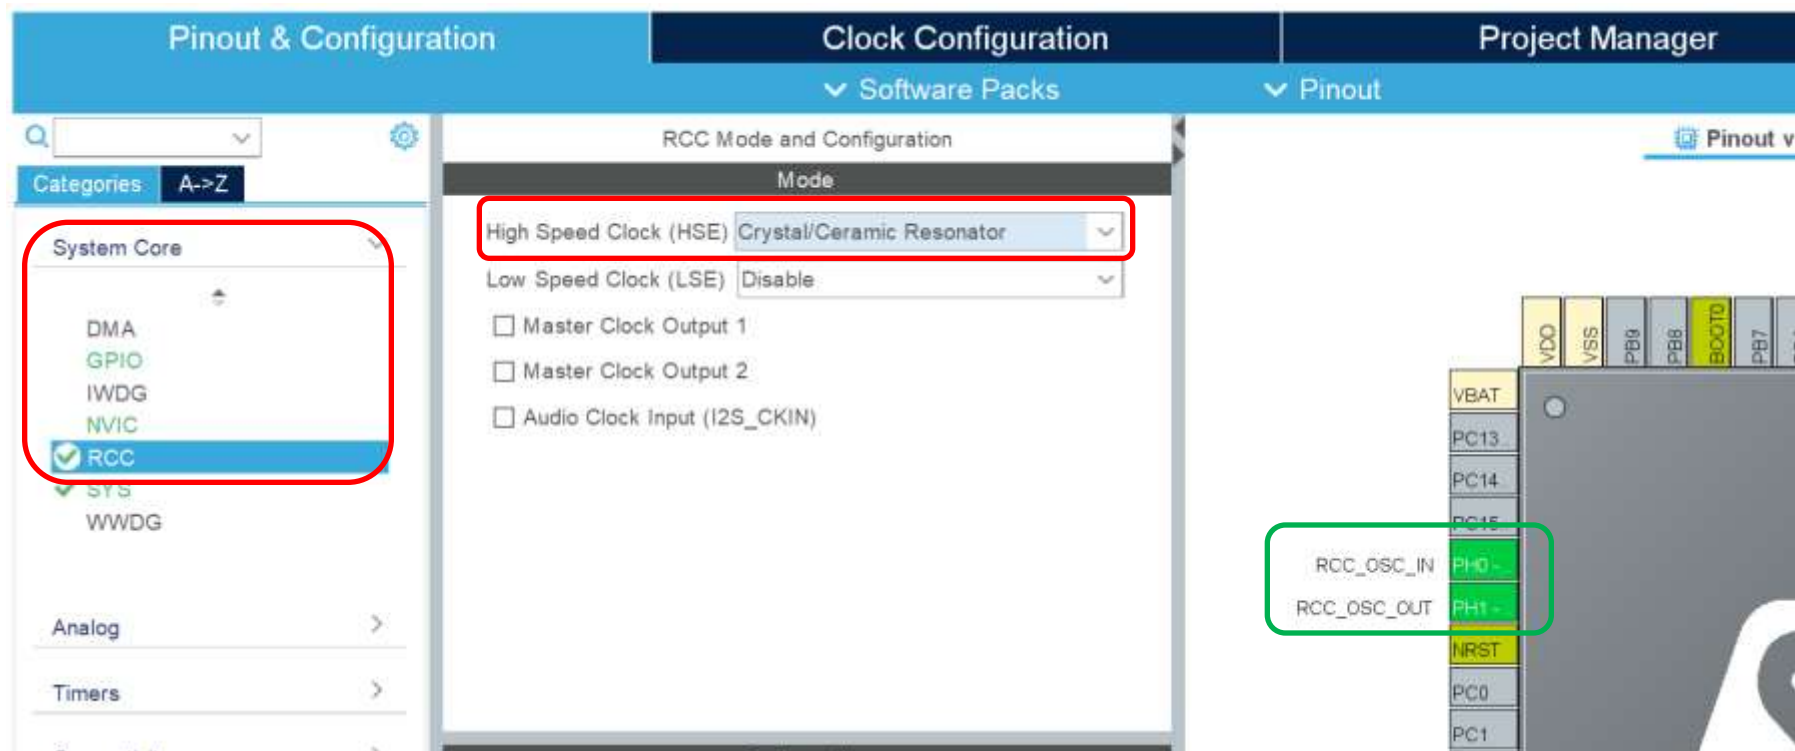 Pinout & Configuration
Clock Configuration
Project Manager
Software Packs
Pinout
RCC Mode and Configuration
Pinout v
Categories
A->Z
Mode
System Core
High Speed Clock (HSE) Crystal/Ceramic Resonator
Low Speed Clock (LSE) Disable
Master Clock Output 1
Master Clock Output 2
Audio Clock Input (I2S_CKIN)
DMA
GPIO
IWDG
NVIC
RCC
SYS
WWDG
Analog
Timers
VDD
VSS
PB9
PB8
BOOT0
PB7
VBAT
PC13..
PC14..
PC15..
RCC_OSC_IN PH0 -..
RCC_OSC_OUT PH1 -..
NRST
PC0
PC1